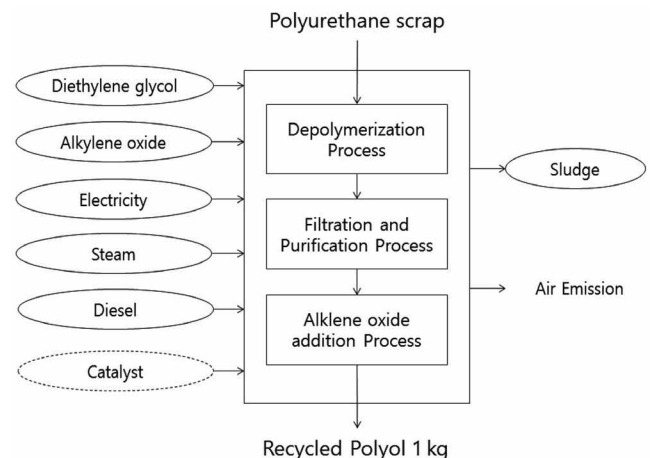 Polyurethane scrap
Diethylene glycol
Alkylene oxide
Electricity
Steam
Diesel
Catalyst
Depolymerization
Process
Filtration and
Purification Process
Alklene oxide
addition Process
Sludge
Air Emission
Recycled Polyol 1 kg